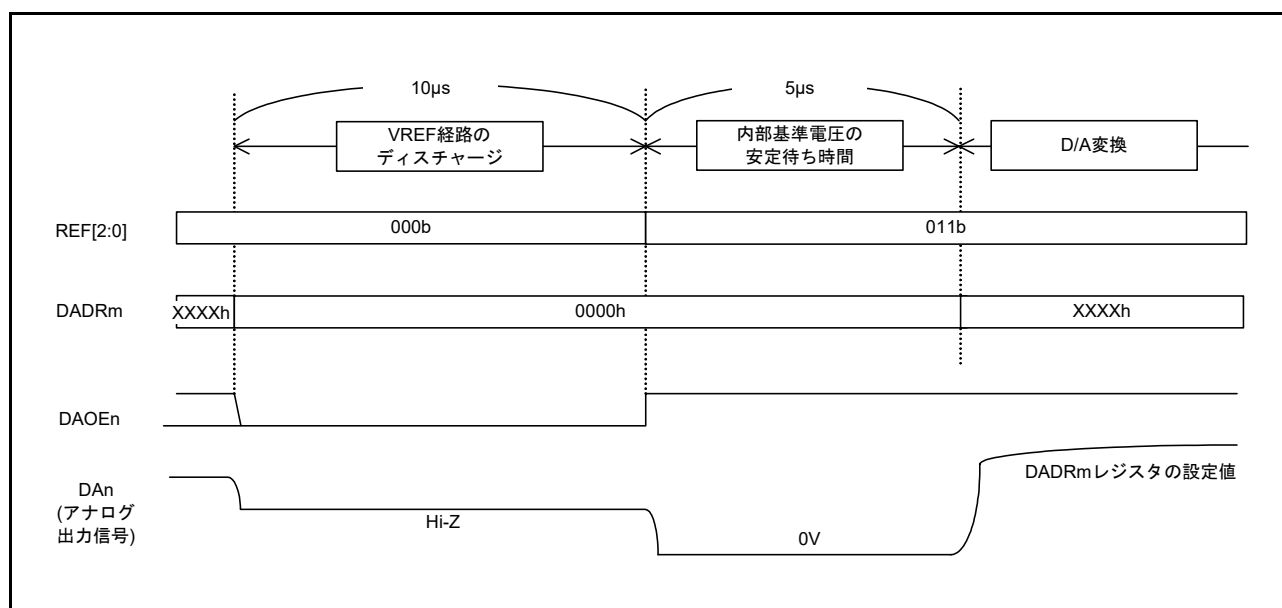 10µs
5µs
VREF経路の
ディスチャージ
内部基準電圧の
安定待ち時間
D/A変換
REF[2:0]
000b
011b
DADRm
XXXXh
0000h
XXXXh
DAOEn
DAn
(アナログ
出力信号)
Hi-Z
0V
DADRmレジスタの設定値